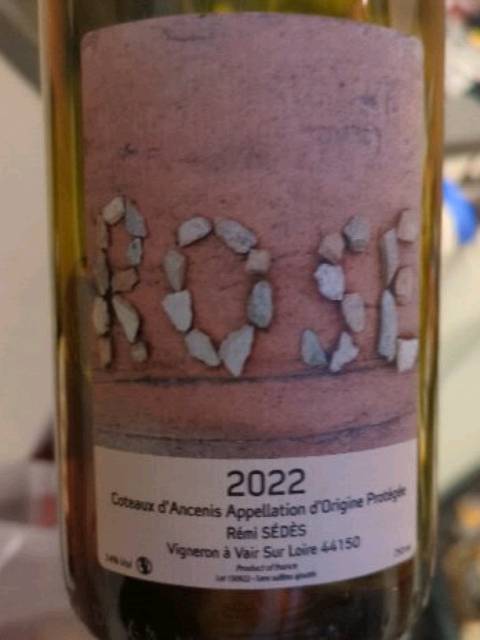 ROSE
2022
Coteaux d'Ancenis Appellation d'Origine Protégée
Rémi SÉDÈS
Vigneron à Vair Sur Loire 44150
Product of France